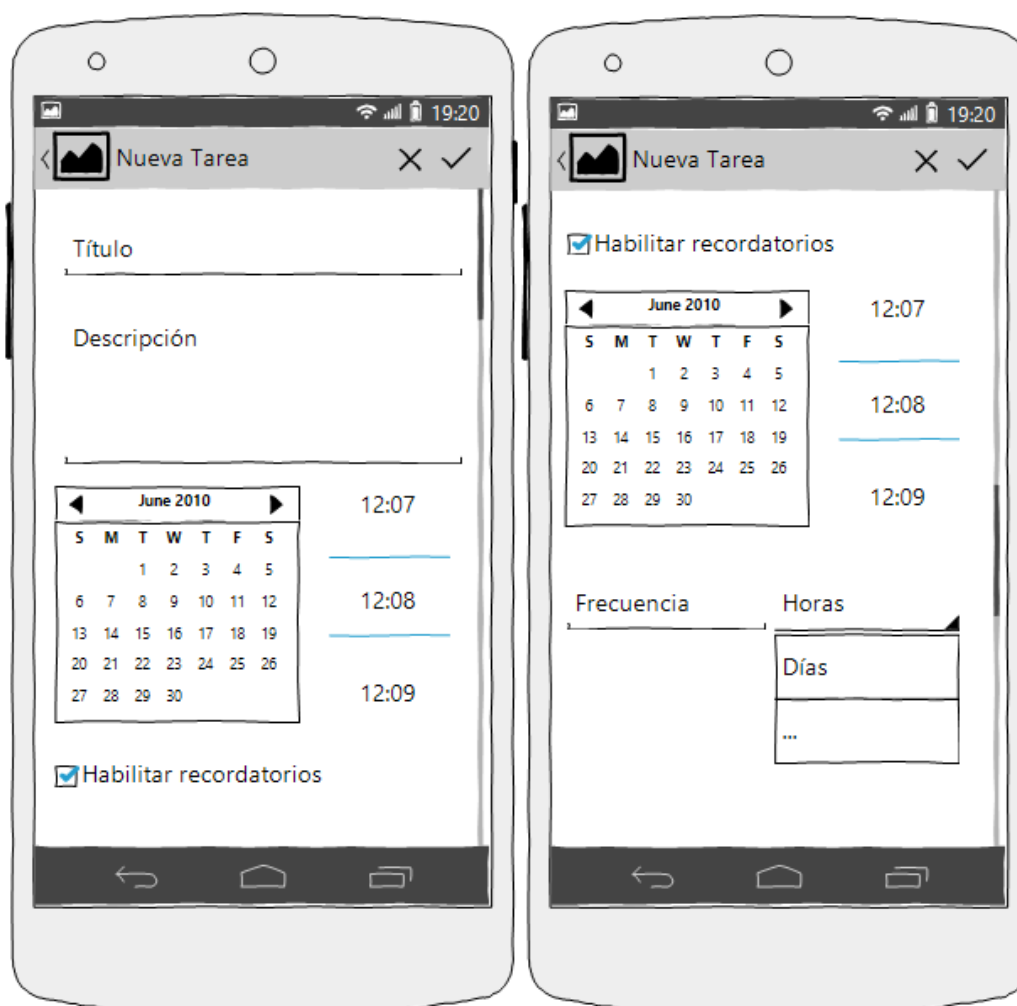 19:20
Nueva Tarea
Título
Descripción
June 2010
S M T W T F S
1 2 3 4 5
6 7 8 9 10 11 12
13 14 15 16 17 18 19
20 21 22 23 24 25 26
27 28 29 30
12:07
12:08
12:09
Habilitar recordatorios
19:20
Nueva Tarea
Habilitar recordatorios
June 2010
S M T W T F S
1 2 3 4 5
6 7 8 9 10 11 12
13 14 15 16 17 18 19
20 21 22 23 24 25 26
27 28 29 30
12:07
12:08
12:09
Frecuencia
Horas
Días
...